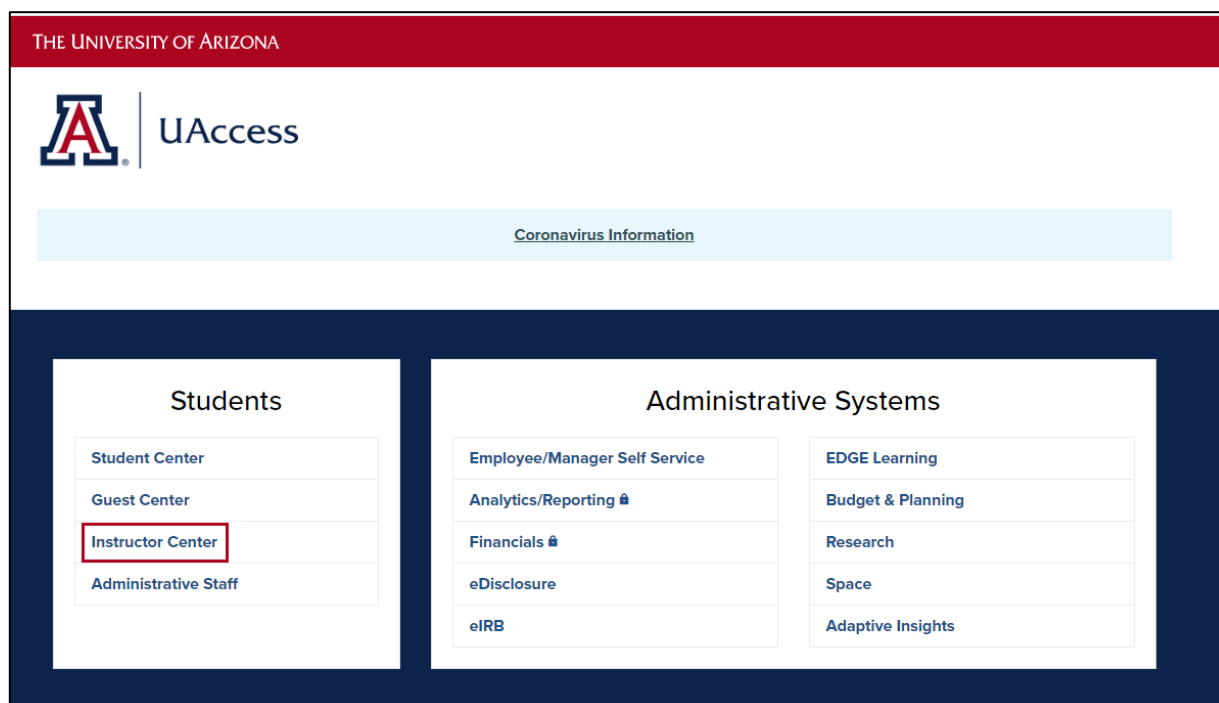 THE UNIVERSITY OF ARIZONA
A ®
UAccess
Coronavirus Information
Students
Student Center
Guest Center
Instructor Center
Administrative Staff
Administrative Systems
Employee/Manager Self Service
Analytics/Reporting
Financials
eDisclosure
eIRB
EDGE Learning
Budget & Planning
Research
Space
Adaptive Insights